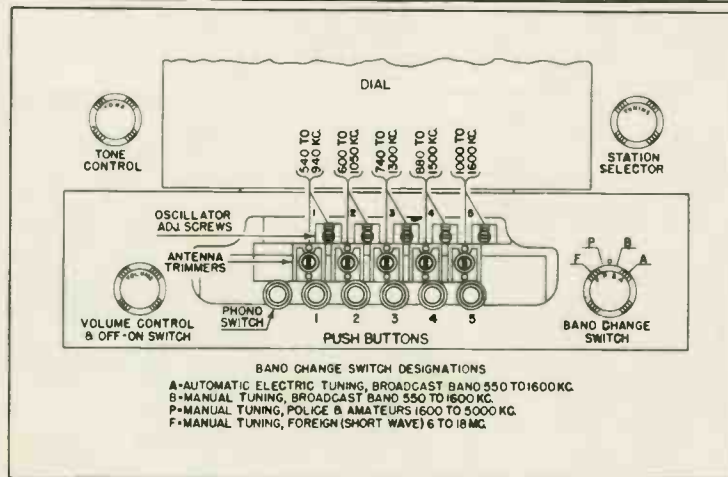 DIAL
TONE
TONE
CONTROL
540 TO
940 KC.
600 TO
1050 KC.
740 TO
1300 KC.
880 TO
1500 KC.
1000 TO
1600 KC.
TUNING
STATION
SELECTOR
1 2 3 4 5
OSCILLATOR
ADJ. SCREWS
ANTENNA
TRIMMERS
VOLUME
VOLUME CONTROL
& OFF-ON SWITCH
PHONO
SWITCH
1 2 3 4 5
PUSH BUTTONS
F P B A
F P B A
BAND CHANGE
SWITCH
BAND CHANGE SWITCH DESIGNATIONS
A=AUTOMATIC ELECTRIC TUNING, BROADCAST BAND 550 TO 1600 KC.
B=MANUAL TUNING, BROADCAST BAND 550 TO 1600 KC.
P=MANUAL TUNING, POLICE & AMATEURS 1600 TO 5000 KC.
F=MANUAL TUNING, FOREIGN (SHORT WAVE) 6 TO 18 MC.